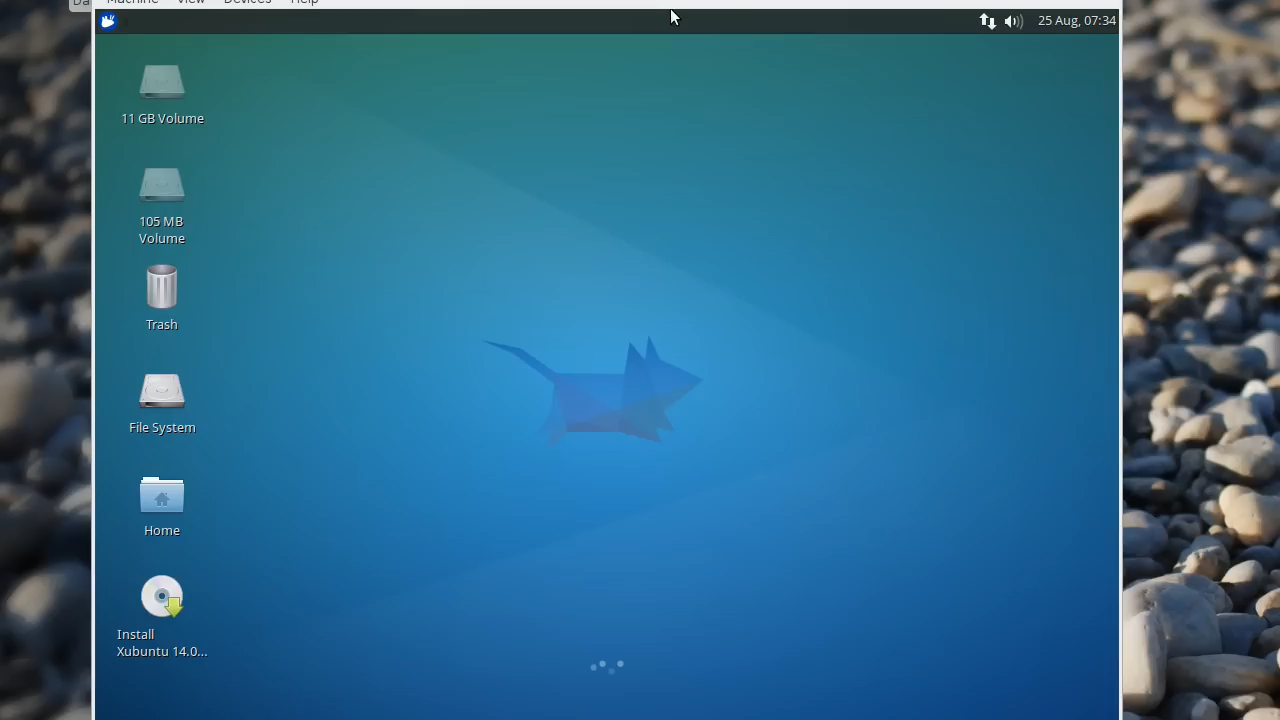 Da
Machine View Devices Help
25 Aug, 07:34
11 GB Volume
105 MB
Volume
Trash
File System
Home
Install
Xubuntu 14.0...